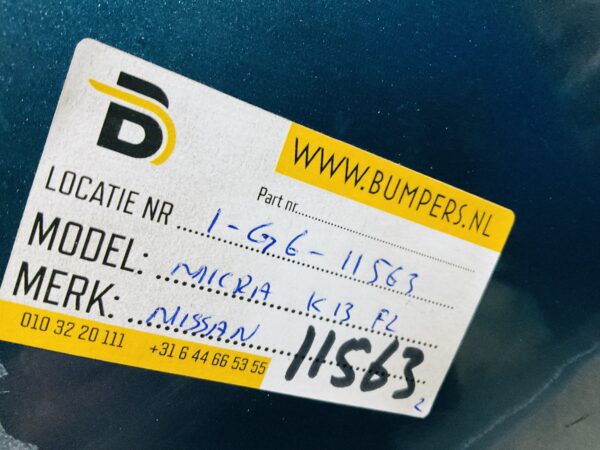 B
WWW.BUMPERS.NL
Part nr.
LOCATIE NR 1-G6-11563
MODEL: MICRA K13 FL
MERK: NISSAN
11563
2
010 32 20 111 +31 6 44 66 53 55